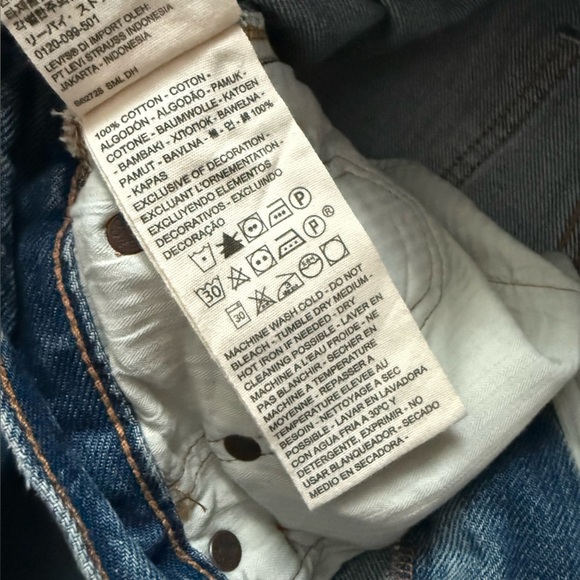 リーバイ・ストラ
0120-099-501
LEVI'S® DI IMPORT OLEH:
PT LEVI STRAUSS INDONESIA
JAKARTA - INDONESIA
SMLDH
100% COTTON - COTON -
ALGODÓN - ALGODÃO - PAMUK -
COTONE - BAUMWOLLE - KATOEN
- BAMBAKI - ХЛОПОК - BAWEŁNA -
PAMUT - BAVLNA - 棉 - 면 - 綿 100%
- KAPAS
EXCLUSIVE OF DECORATION -
EXCLUANT L'ORNEMENTATION -
EXCLUYENDO ELEMENTOS
DECORATIVOS - EXCLUINDO
DECORAÇÃO
P
30 P®
30
MACHINE WASH COLD - DO NOT
BLEACH - TUMBLE DRY MEDIUM -
HOT IRON IF NEEDED - DRY
CLEANING POSSIBLE - LAVER EN
MACHINE A L'EAU FROIDE - NE
PAS BLANCHIR - SECHER EN
MACHINE A TEMPERATURE
MOYENNE - REPASSER A
TEMPERATURE ELEVEE AU
BESOIN - NETTOYAGE A SEC
POSSIBLE - LAVAR EN LAVADORA
CON AGUA FRIA A 30ºC Y
DETERGENTE, EXPRIMIR - NO
USAR BLANQUEADOR - SECADO
MEDIO EN SECADORA -